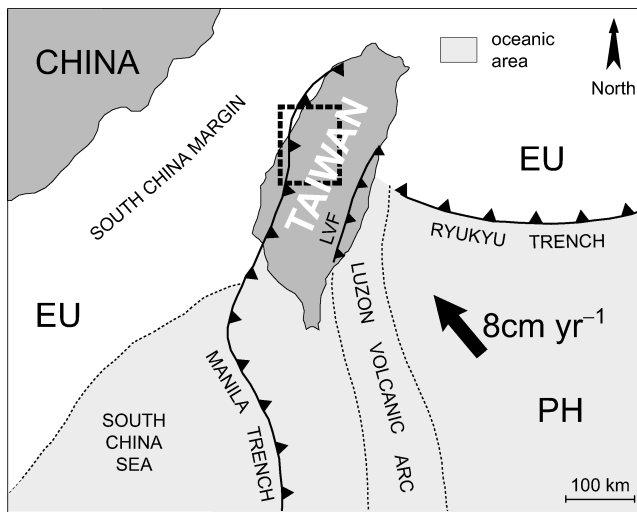 CHINA
oceanic
area
North
SOUTH CHINA MARGIN
TAIWAN
EU
LVF
RYUKYU TRENCH
EU
LUZON VOLCANIC ARC
8cm yr⁻¹
MANILA TRENCH
PH
SOUTH
CHINA
SEA
100 km